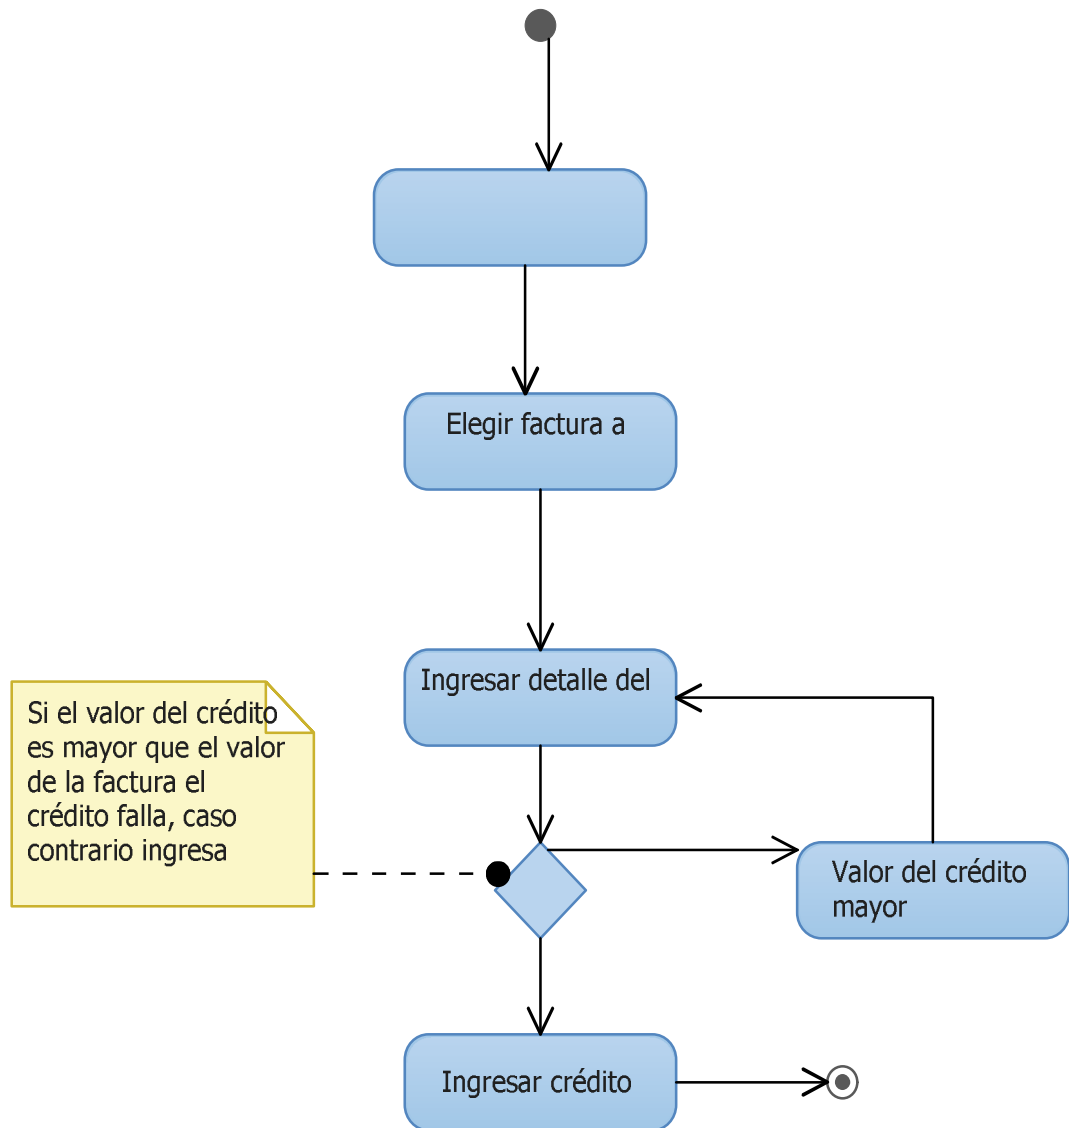 Elegir factura a
Ingresar detalle del
Si el valor del crédito
es mayor que el valor
de la factura el
crédito falla, caso
contrario ingresa
Valor del crédito
mayor
Ingresar crédito